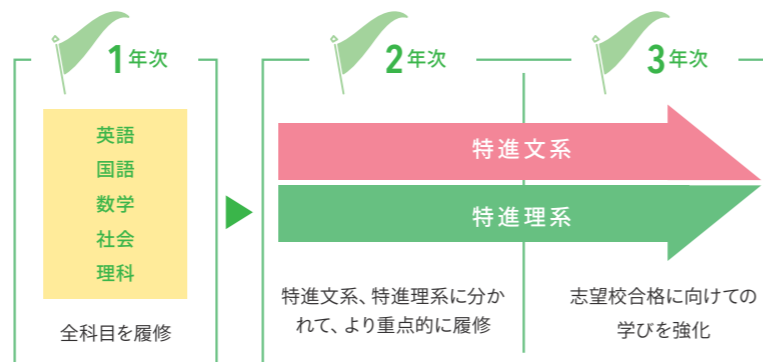 1年次
英語
国語
数学
社会
理科
全科目を履修
2年次
3年次
特進文系
特進理系
特進文系、特進理系に分か
れて、より重点的に履修
志望校合格に向けての
学びを強化